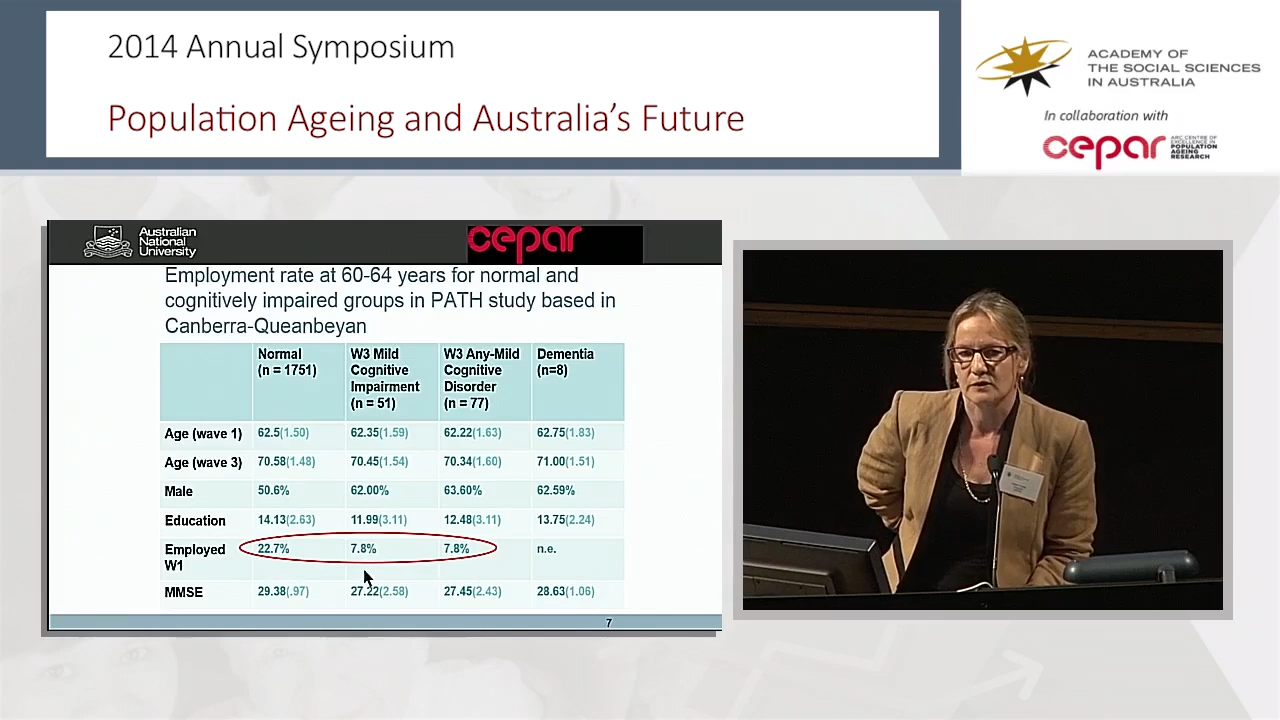 2014 Annual Symposium
Population Ageing and Australia's Future
ACADEMY OF
THE SOCIAL SCIENCES
IN AUSTRALIA
In collaboration with
cepar
ARC CENTRE OF
EXCELLENCE IN
POPULATION
AGEING
RESEARCH
Australian
National
University
cepar
Employment rate at 60-64 years for normal and
cognitively impaired groups in PATH study based in
Canberra-Queanbeyan
Normal
(n = 1751)
W3 Mild
Cognitive
Impairment
(n = 51)
W3 Any-Mild
Cognitive
Disorder
(n = 77)
Dementia
(n=8)
Age (wave 1) 62.5(1.50) 62.35(1.59) 62.22(1.63) 62.75(1.83)
Age (wave 3) 70.58(1.48) 70.45(1.54) 70.34(1.60) 71.00(1.51)
Male 50.6% 62.00% 63.60% 62.59%
Education 14.13(2.63) 11.99(3.11) 12.48(3.11) 13.75(2.24)
Employed 22.7% 7.8% 7.8% n.e.
W1
MMSE 29.38(.97) 27.22(2.58) 27.45(2.43) 28.63(1.06)
7